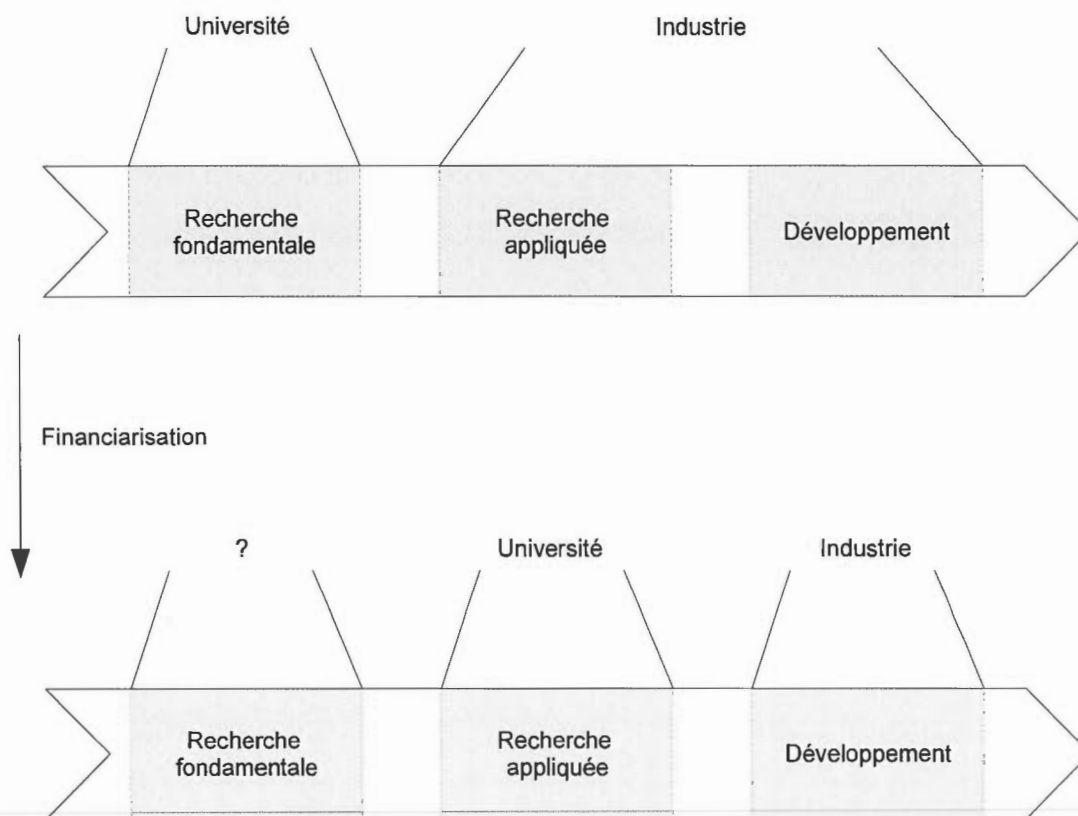 Université
Industrie
Recherche
fondamentale
Recherche
appliquée
Développement
Financiarisation
?
Université
Industrie
Recherche
fondamentale
Recherche
appliquée
Développement